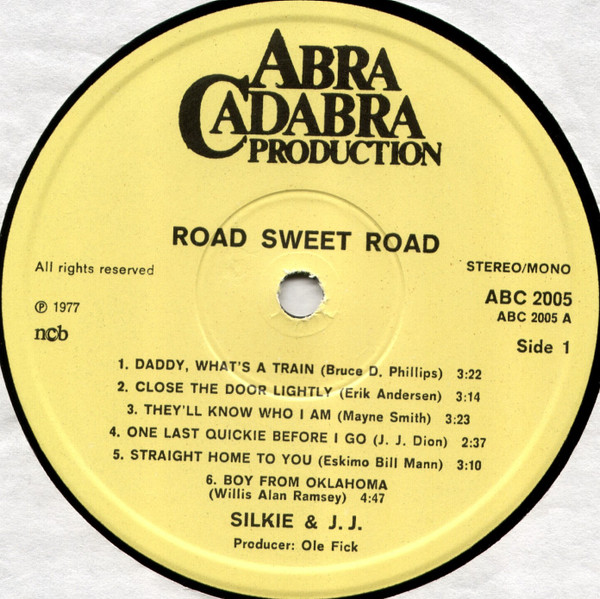 ABRA
CADABRA
PRODUCTION
ROAD SWEET ROAD
All rights reserved
STEREO/MONO
℗ 1977
ABC 2005
ABC 2005 A
ncb
Side 1
1. DADDY, WHAT'S A TRAIN (Bruce D. Phillips) 3:22
2. CLOSE THE DOOR LIGHTLY (Erik Andersen) 3:14
3. THEY'LL KNOW WHO I AM (Mayne Smith) 3:23
4. ONE LAST QUICKIE BEFORE I GO (J. J. Dion) 2:37
5. STRAIGHT HOME TO YOU (Eskimo Bill Mann) 3:10
6. BOY FROM OKLAHOMA
(Willis Alan Ramsey) 4:47
SILKIE & J. J.
Producer: Ole Fick